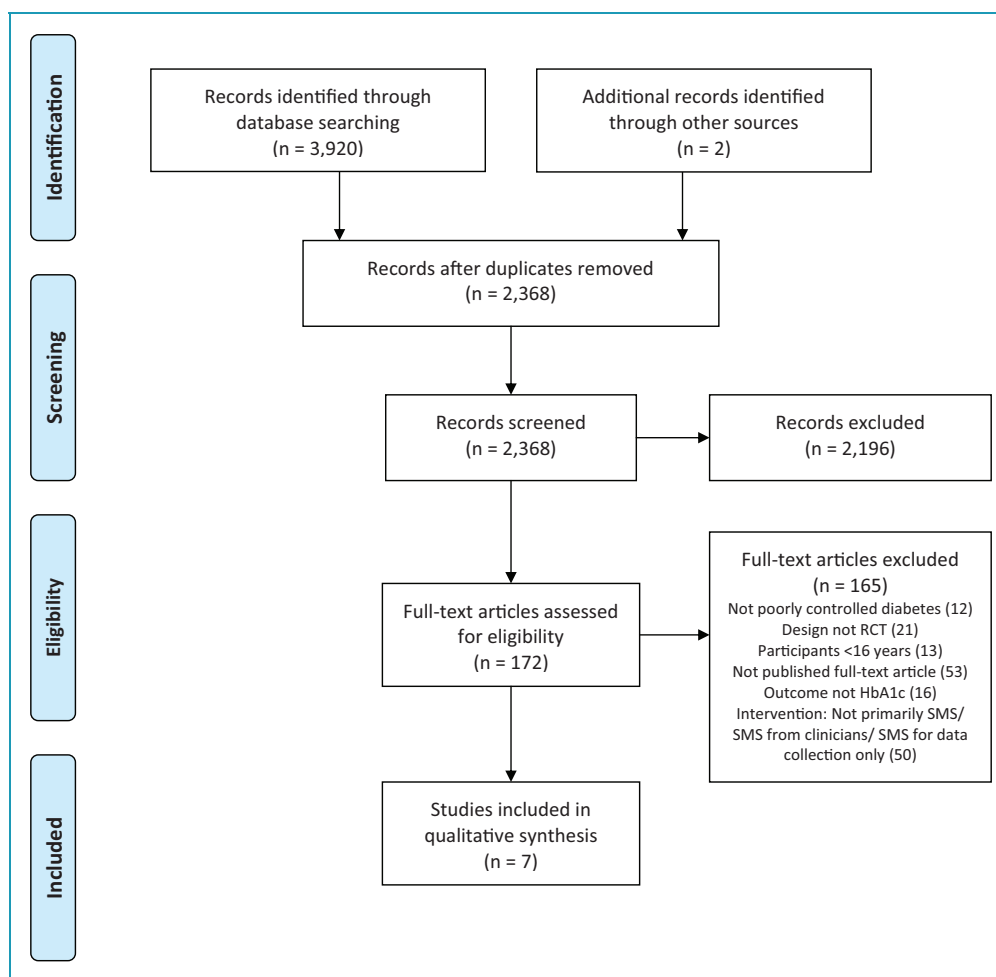 Identification
Records identified through
database searching
(n = 3,920)
Additional records identified
through other sources
(n = 2)
Records after duplicates removed
(n = 2,368)
Screening
Records screened
(n = 2,368)
Records excluded
(n = 2,196)
Eligibility
Full-text articles assessed
for eligibility
(n = 172)
Full-text articles excluded
(n = 165)
Not poorly controlled diabetes (12)
Design not RCT (21)
Participants <16 years (13)
Not published full-text article (53)
Outcome not HbA1c (16)
Intervention: Not primarily SMS/
SMS from clinicians/ SMS for data
collection only (50)
Included
Studies included in
qualitative synthesis
(n = 7)